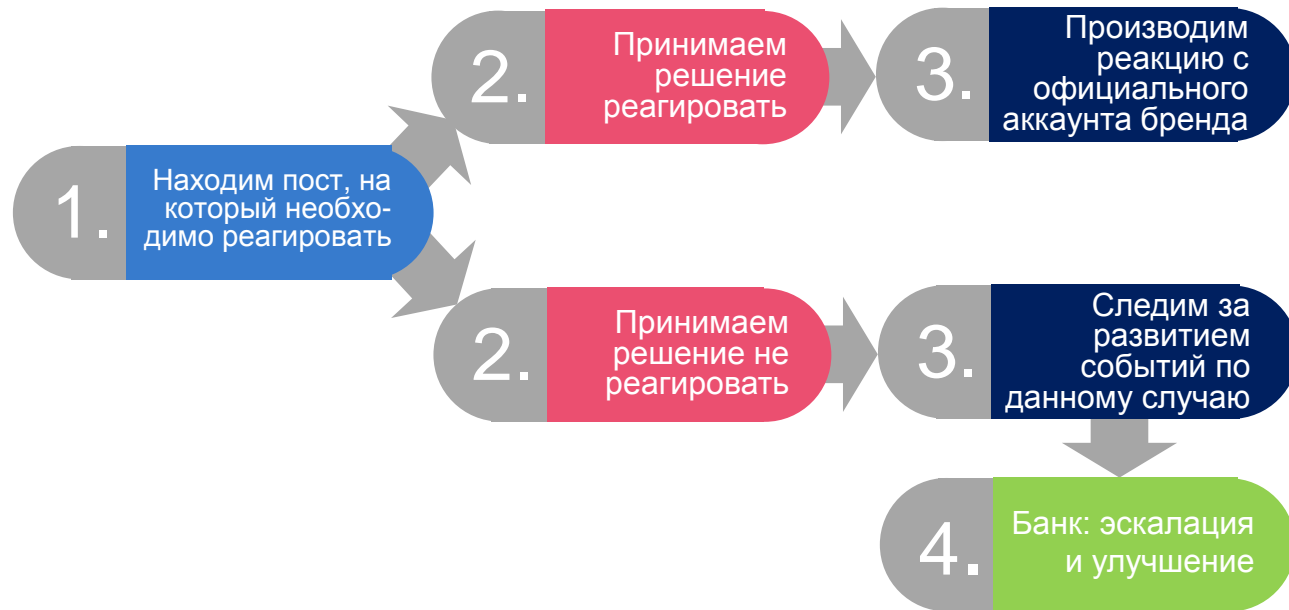 2.
Принимаем
решение
реагировать
3.
Производим
реакцию с
официального
аккаунта бренда
1.
Находим пост, на
который необхо-
димо реагировать
2.
Принимаем
решение не
реагировать
3.
Следим за
развитием
событий по
данному случаю
4.
Банк: эскалация
и улучшение